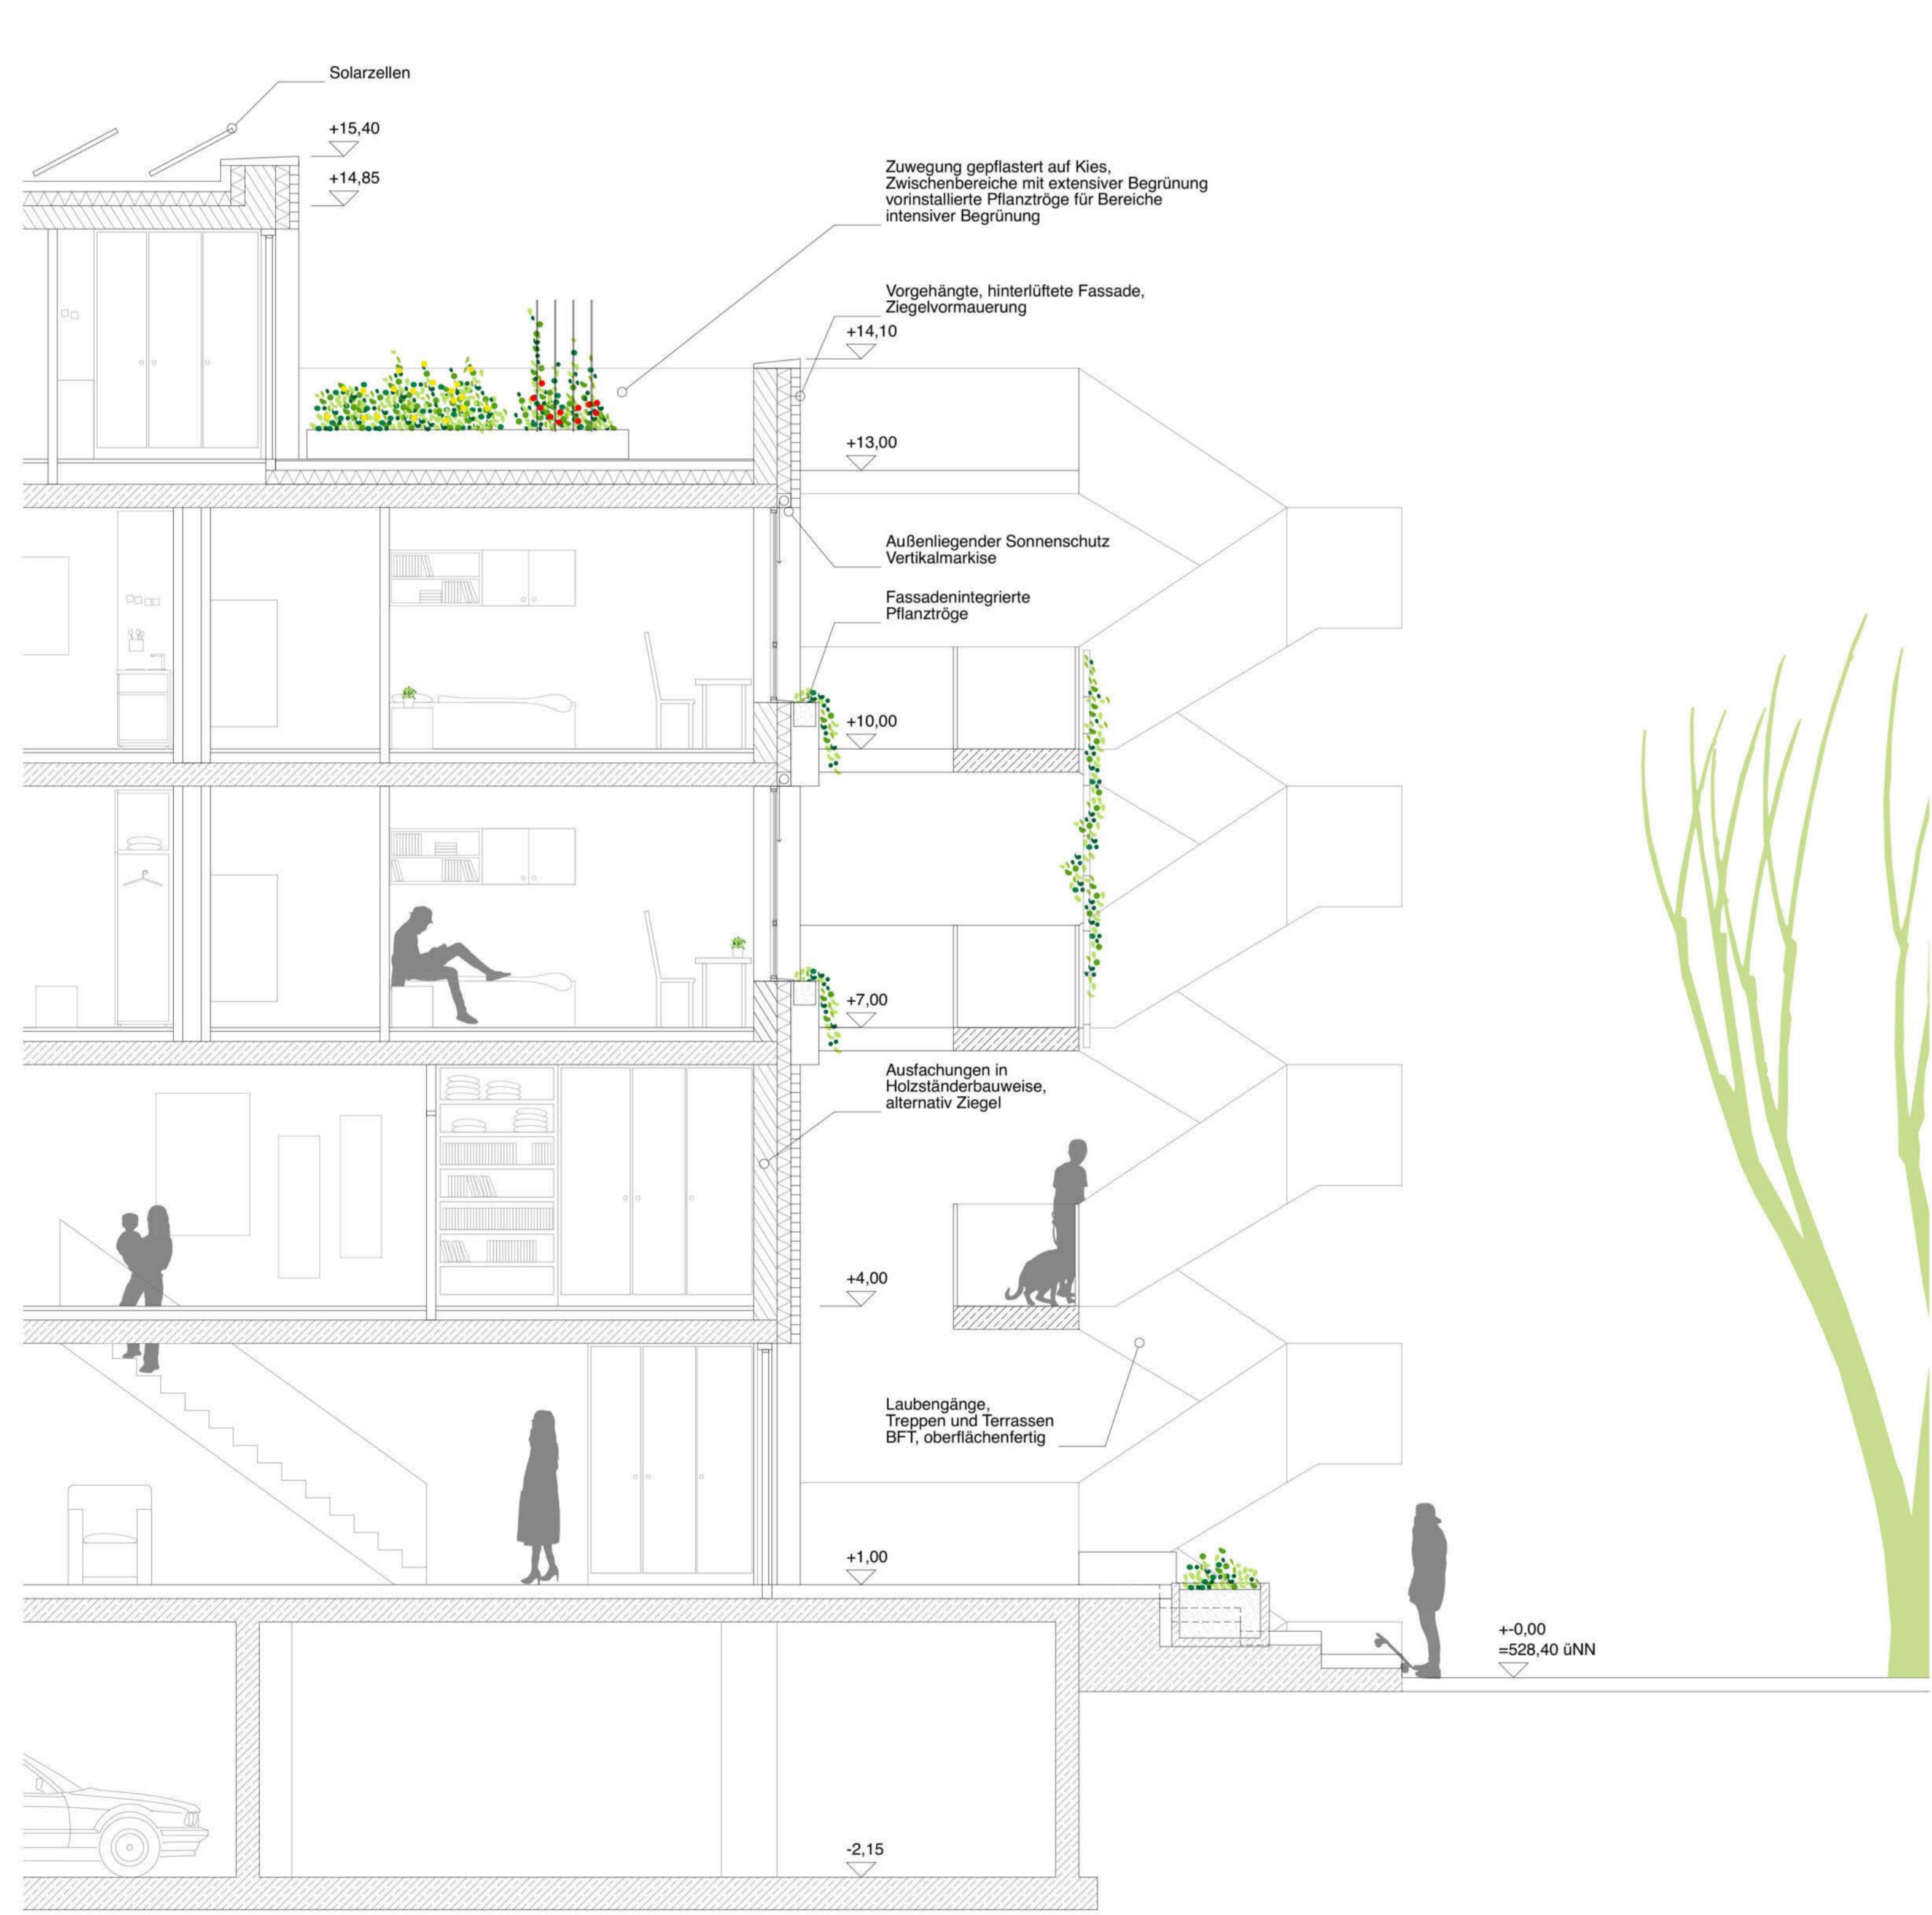 Solarzellen
+15,40
+14,85
Zuwegung gepflastert auf Kies,
Zwischenbereiche mit extensiver Begrünung
vorinstallierte Pflanztröge für Bereiche
intensiver Begrünung
Vorgehängte, hinterlüftete Fassade,
Ziegelvormauerung
+14,10
+13,00
Außenliegender Sonnenschutz
Vertikalmarkise
Fassadenintegrierte
Pflanztröge
+10,00
+7,00
Ausfachungen in
Holzständerbauweise,
alternativ Ziegel
+4,00
Laubengänge,
Treppen und Terrassen
BFT, oberflächenfertig
+1,00
+-0,00
=528,40 üNN
-2,15